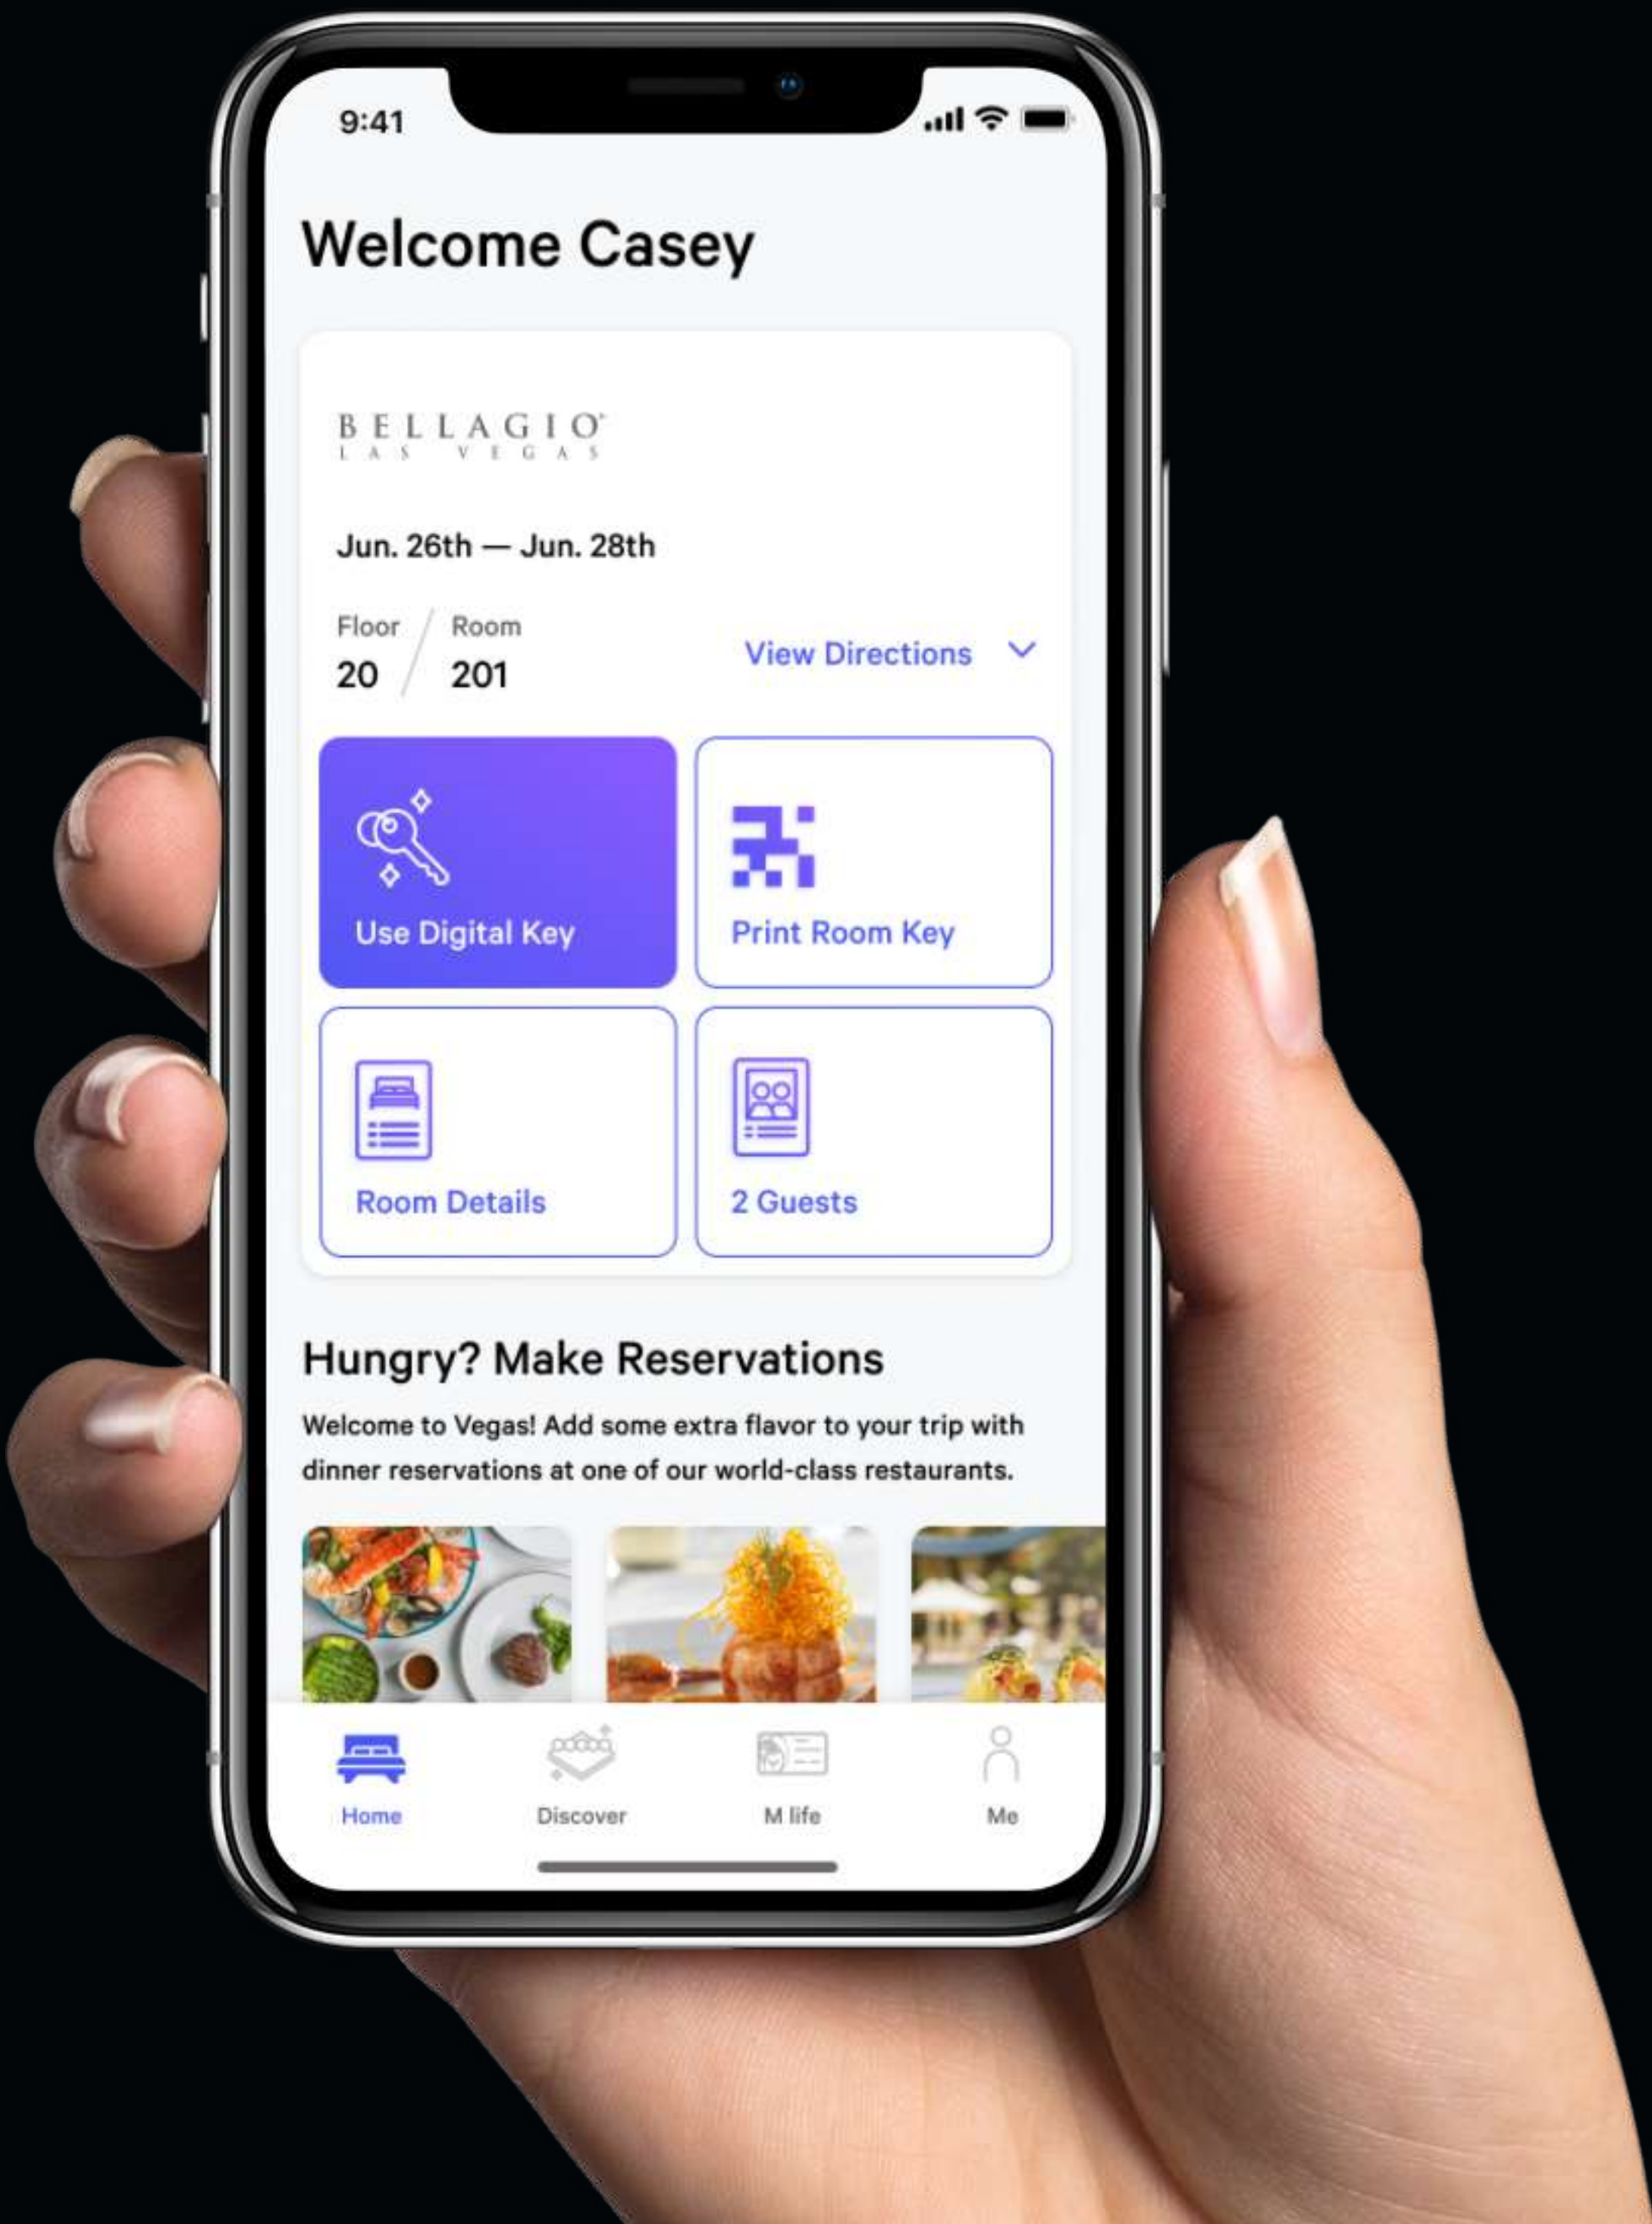 9:41
Welcome Casey
BELLAGIO®
LAS VEGAS
Jun. 26th — Jun. 28th
Floor Room
20 201
View Directions
Use Digital Key
Print Room Key
Room Details
2 Guests
Hungry? Make Reservations
Welcome to Vegas! Add some extra flavor to your trip with
dinner reservations at one of our world-class restaurants.
Home Discover M life Me